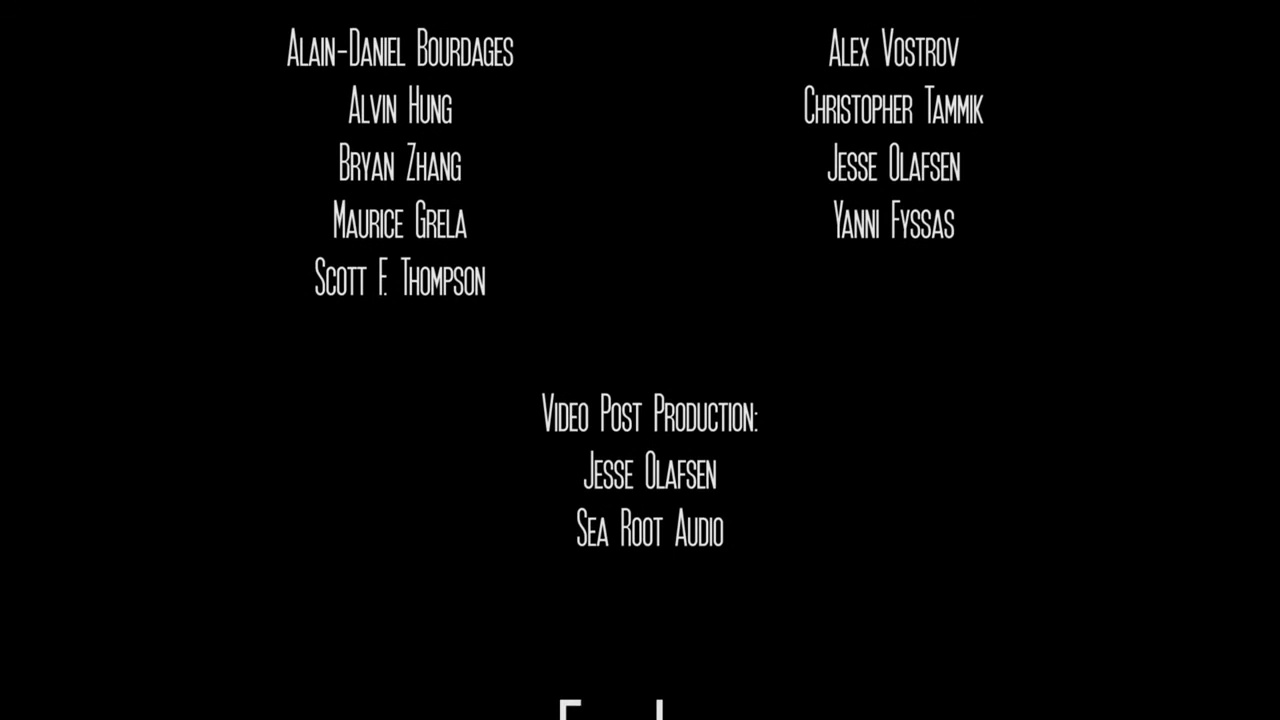 Alain-Daniel Bourdages
Alvin Hung
Bryan Zhang
Maurice Grela
Scott F. Thompson
Alex Vostrov
Christopher Tammik
Jesse Olafsen
Yanni Fyssas
Video Post Production:
Jesse Olafsen
Sea Root Audio